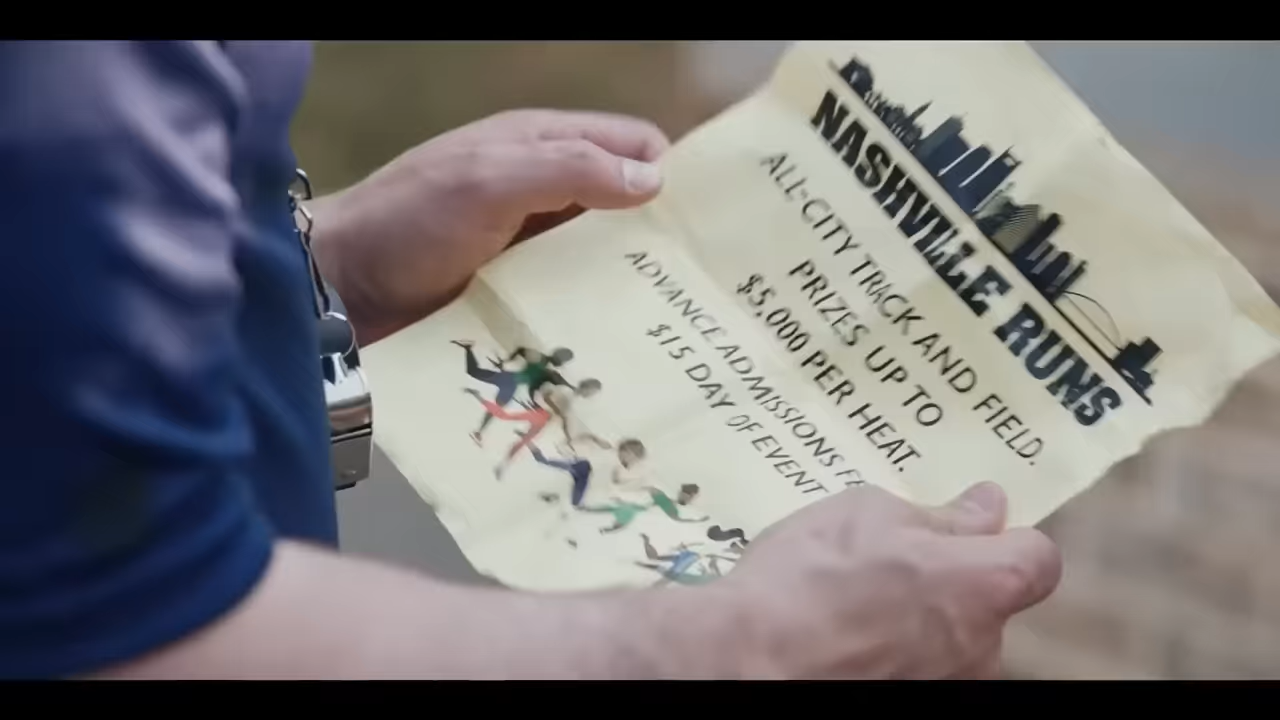 NASHVILLE RUNS
ALL-CITY TRACK AND FIELD.
PRIZES UP TO
$5,000 PER HEAT.
ADVANCE ADMISSIONS
$15 DAY OF EVENT